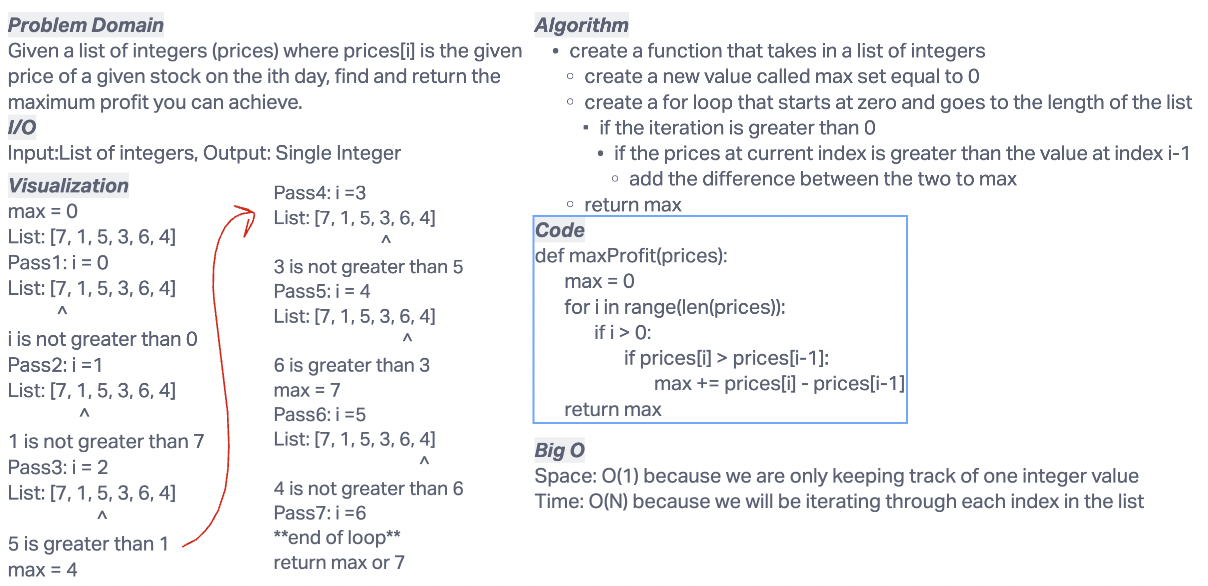 Problem Domain
Given a list of integers (prices) where prices[i] is the given
price of a given stock on the ith day, find and return the
maximum profit you can achieve.
I/O
Input:List of integers, Output: Single Integer
Visualization
max = 0
List: [7, 1, 5, 3, 6, 4]
Pass1: i = 0
List: [7, 1, 5, 3, 6, 4]
^
i is not greater than 0
Pass2: i =1
List: [7, 1, 5, 3, 6, 4]
^
1 is not greater than 7
Pass3: i = 2
List: [7, 1, 5, 3, 6, 4]
^
5 is greater than 1
max = 4
Pass4: i =3
List: [7, 1, 5, 3, 6, 4]
^
3 is not greater than 5
Pass5: i = 4
List: [7, 1, 5, 3, 6, 4]
^
6 is greater than 3
max = 7
Pass6: i =5
List: [7, 1, 5, 3, 6, 4]
^
4 is not greater than 6
Pass7: i =6
**end of loop**
return max or 7
Algorithm
• create a function that takes in a list of integers
○ create a new value called max set equal to 0
○ create a for loop that starts at zero and goes to the length of the list
▪ if the iteration is greater than 0
• if the prices at current index is greater than the value at index i-1
○ add the difference between the two to max
○ return max
Code
def maxProfit(prices):
max = 0
for i in range(len(prices)):
if i > 0:
if prices[i] > prices[i-1]:
max += prices[i] - prices[i-1]
return max
Big O
Space: O(1) because we are only keeping track of one integer value
Time: O(N) because we will be iterating through each index in the list